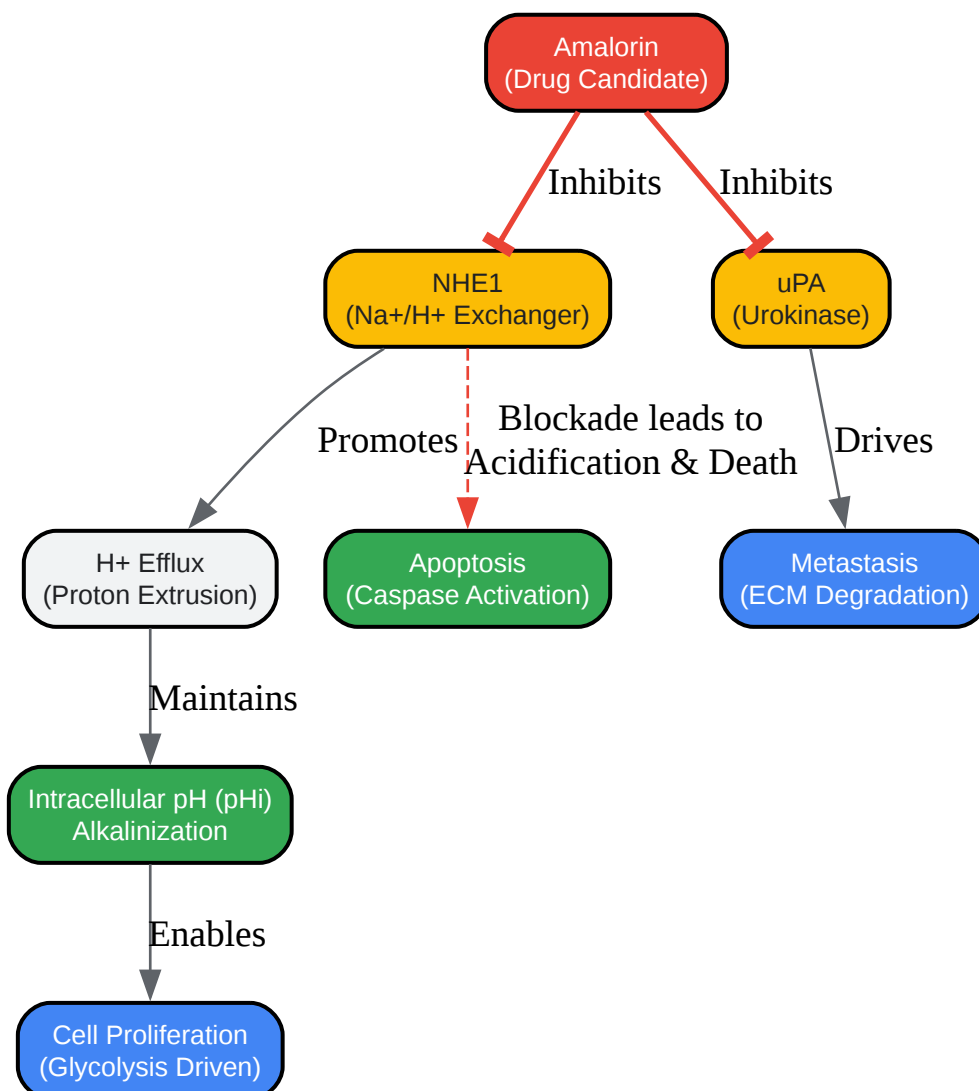 Amalorin
(Drug Candidate)
Inhibits
Inhibits
NHE1
(Na+/H+ Exchanger)
uPA
(Urokinase)
Promotes
Blockade leads to
Acidification & Death
Drives
H+ Efflux
(Proton Extrusion)
Apoptosis
(Caspase Activation)
Metastasis
(ECM Degradation)
Maintains
Intracellular pH (pHi)
Alkalinization
Enables
Cell Proliferation
(Glycolysis Driven)